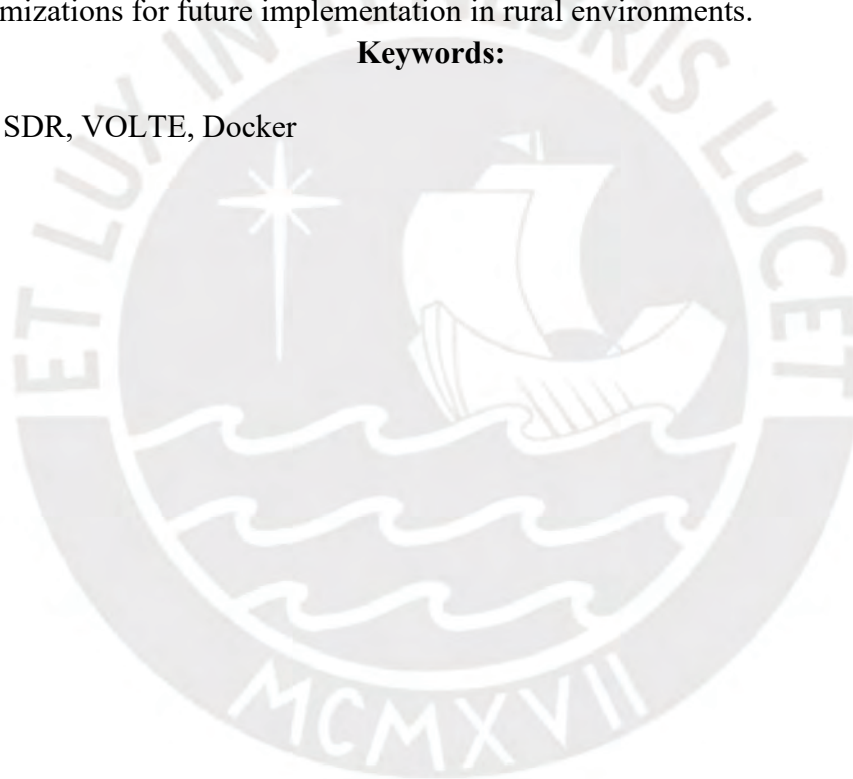 mizations for future implementation in rural environments.
Keywords:
SDR, VOLTE, Docker
ET LUX IN TENEBRIS LUCET
MCMXVII